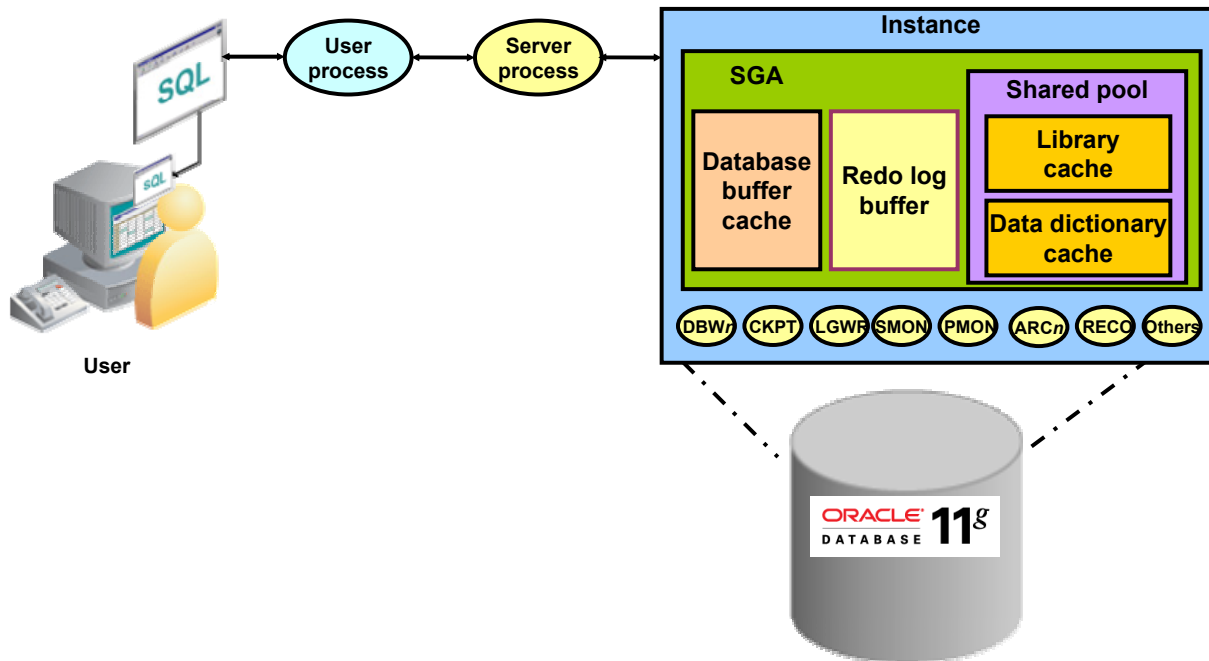 SQL
SQL
User
User
process
Server
process
Instance
SGA
Database
buffer
cache
Redo log
buffer
Shared pool
Library
cache
Data dictionary
cache
DBWn
CKPT
LGWR
SMON
PMON
ARCn
RECO
Others
ORACLE®
DATABASE
11g